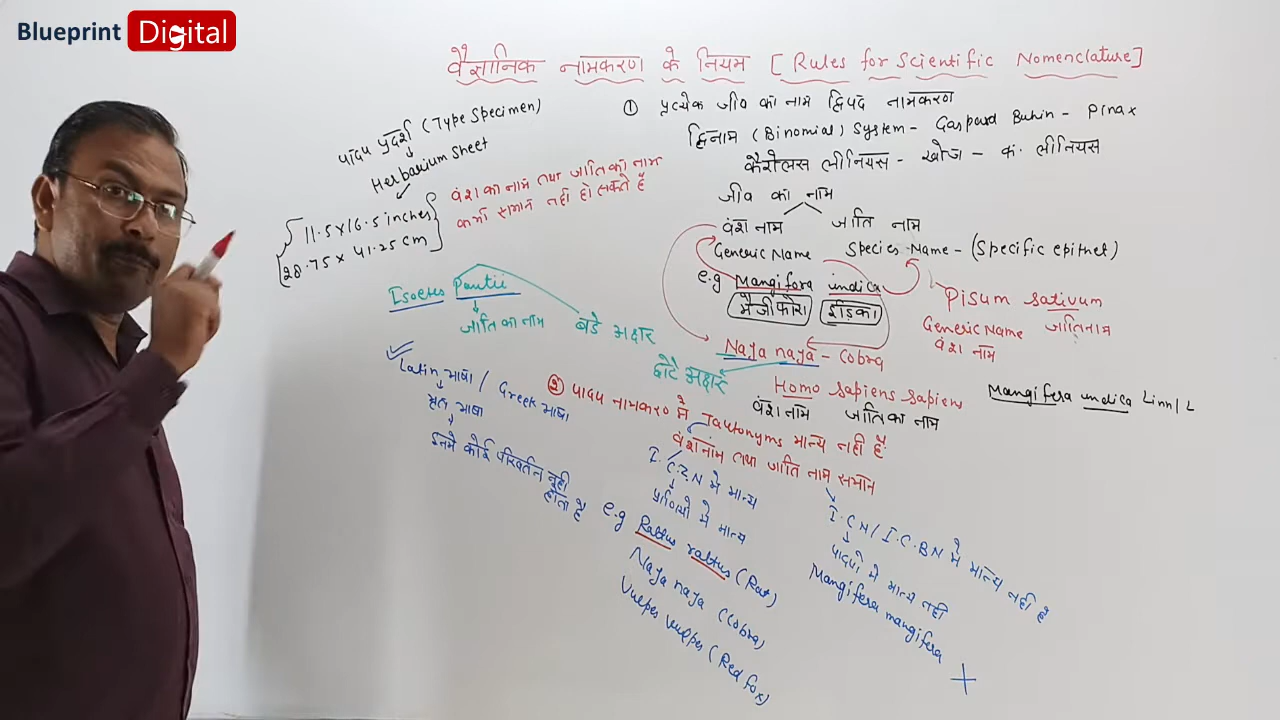 Blueprint Digital
वैज्ञानिक नामकरण के नियम [Rules for Scientific Nomenclature]
① प्रत्येक जीव का नाम द्विपद नामकरण
द्विनाम (Binomial) System - Gaspard Buhin - Pinax
कैरोलस लीनियस - खोज - कै. लीनियस
जीव का नाम
वंश नाम जाति नाम
Generic Name Species Name - (Specific epithet)
e.g Mangifera indica
मैंजीफेरा इंडिका
Pisum sativum
Generic Name जातिनाम
वंश नाम
Naja naja - Cobra
Homo sapiens sapiens
वंश नाम जाति का नाम
Mangifera indica Linn/L
पादप प्रदर्श (Type Specimen)
Herbarium Sheet
11.5 x 16.5 inches
28.75 x 41.25 cm
वंश का नाम तथा जाति का नाम
कभी समान नहीं हो सकते हैं
Isoetes Pantii
जाति का नाम
बडे अक्षर
छोटे अक्षर
Latin भाषा / Greek भाषा
मृत भाषा
इनमें कोई परिवर्तन नही
होता है
② पादप नामकरण में Tautonyms मान्य नही है
वंशनाम तथा जाति नाम समान
I.C.Z.N में मान्य
प्राणियो में मान्य
e.g Rattus rattus (Rat)
Naja naja (Cobra)
Vulpes vulpes (Red fox)
I.C.N / I.C.BN में मान्य नही है
पादपो में मान्य नही
Mangifera mangifera